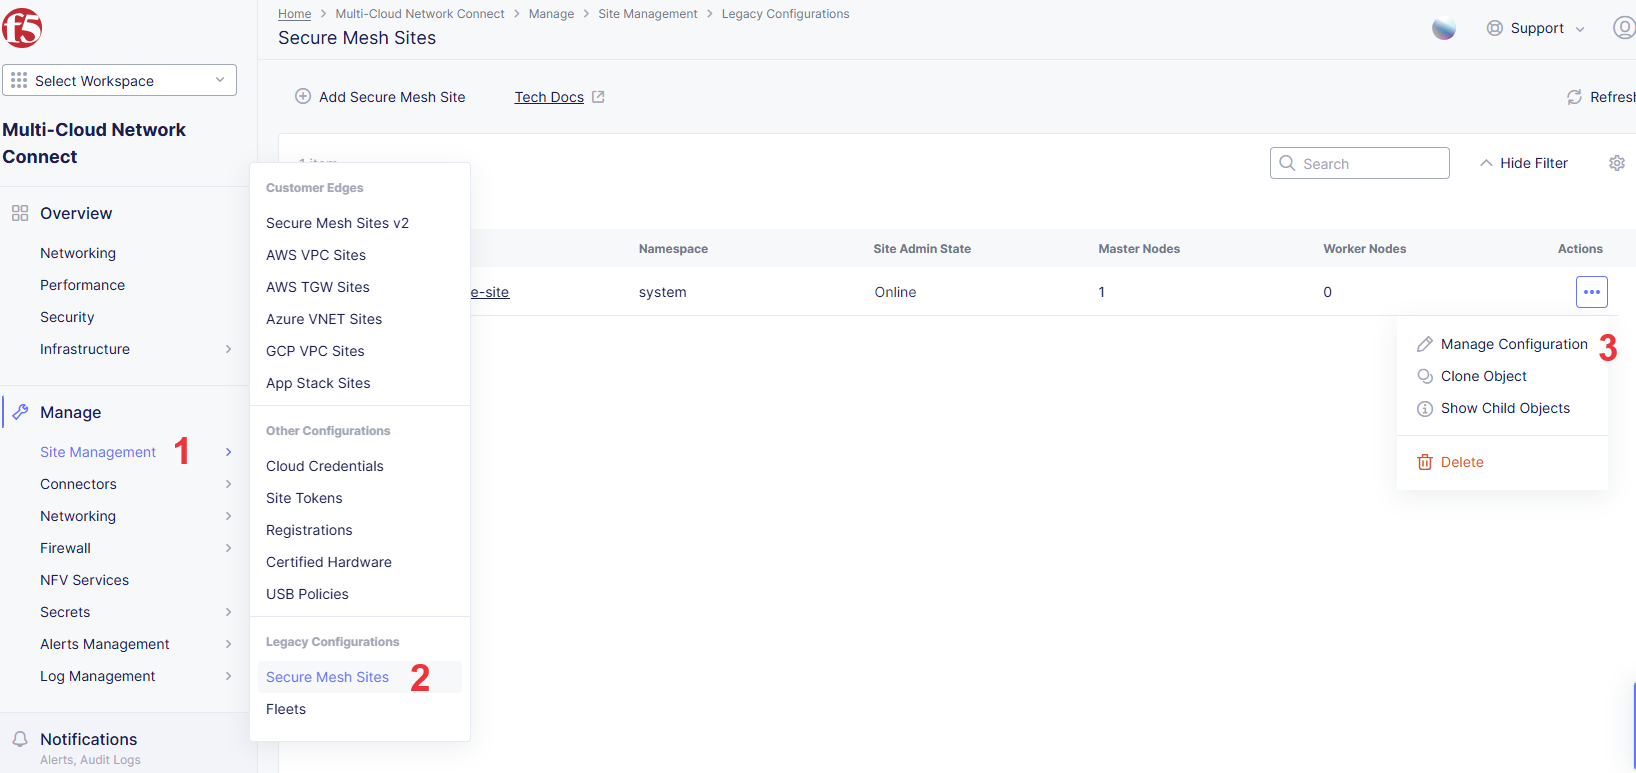 f5
Home > Multi-Cloud Network Connect > Manage > Site Management > Legacy Configurations
Secure Mesh Sites
Support
Select Workspace
Add Secure Mesh Site
Tech Docs
Refresh
Multi-Cloud Network
Connect
Search
Hide Filter
Overview
Networking
Performance
Security
Infrastructure
Manage
Site Management 1
Connectors
Networking
Firewall
NFV Services
Secrets
Alerts Management
Log Management
Notifications
Alerts, Audit Logs
Customer Edges
Secure Mesh Sites v2
AWS VPC Sites
AWS TGW Sites
Azure VNET Sites
GCP VPC Sites
App Stack Sites
Other Configurations
Cloud Credentials
Site Tokens
Registrations
Certified Hardware
USB Policies
Legacy Configurations
Secure Mesh Sites 2
Fleets
1 item
Namespace Site Admin State Master Nodes Worker Nodes Actions
e-site system Online 1 0
Manage Configuration 3
Clone Object
Show Child Objects
Delete